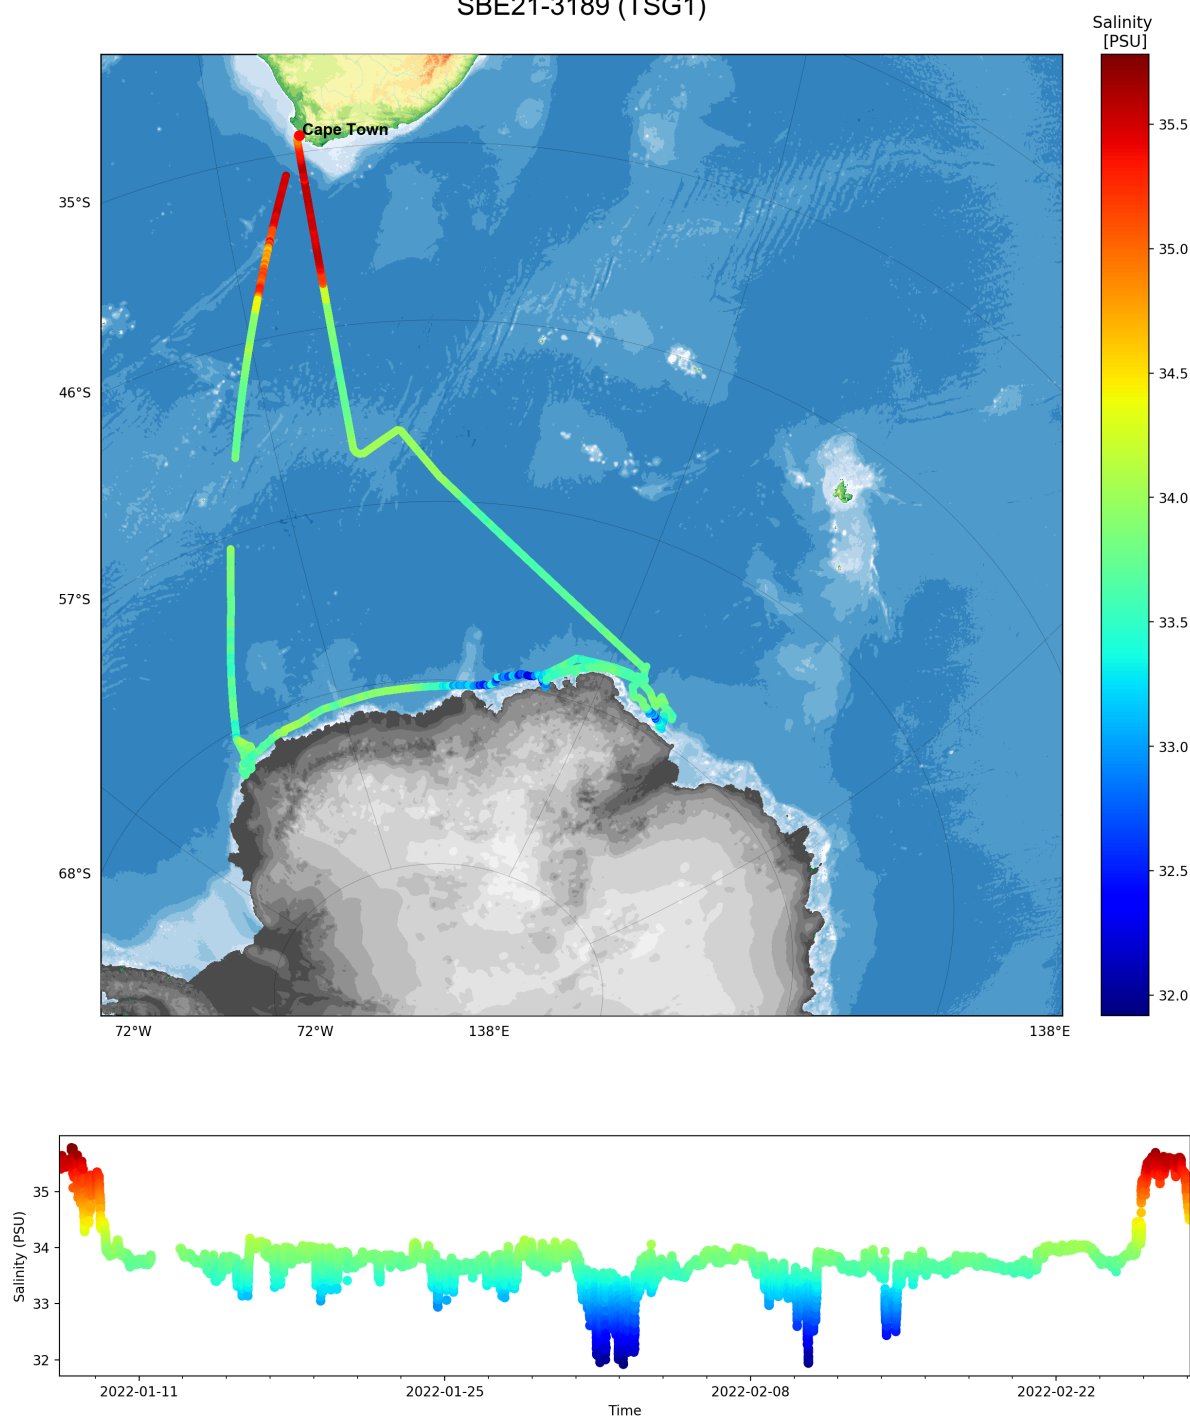 SBE21-3189 (TSG1)
Salinity
[PSU]
Cape Town
35°S
46°S
57°S
68°S
72°W
72°W
138°E
138°E
35.5
35.0
34.5
34.0
33.5
33.0
32.5
32.0
Salinity (PSU)
35
34
33
32
2022-01-11
2022-01-25
2022-02-08
2022-02-22
Time